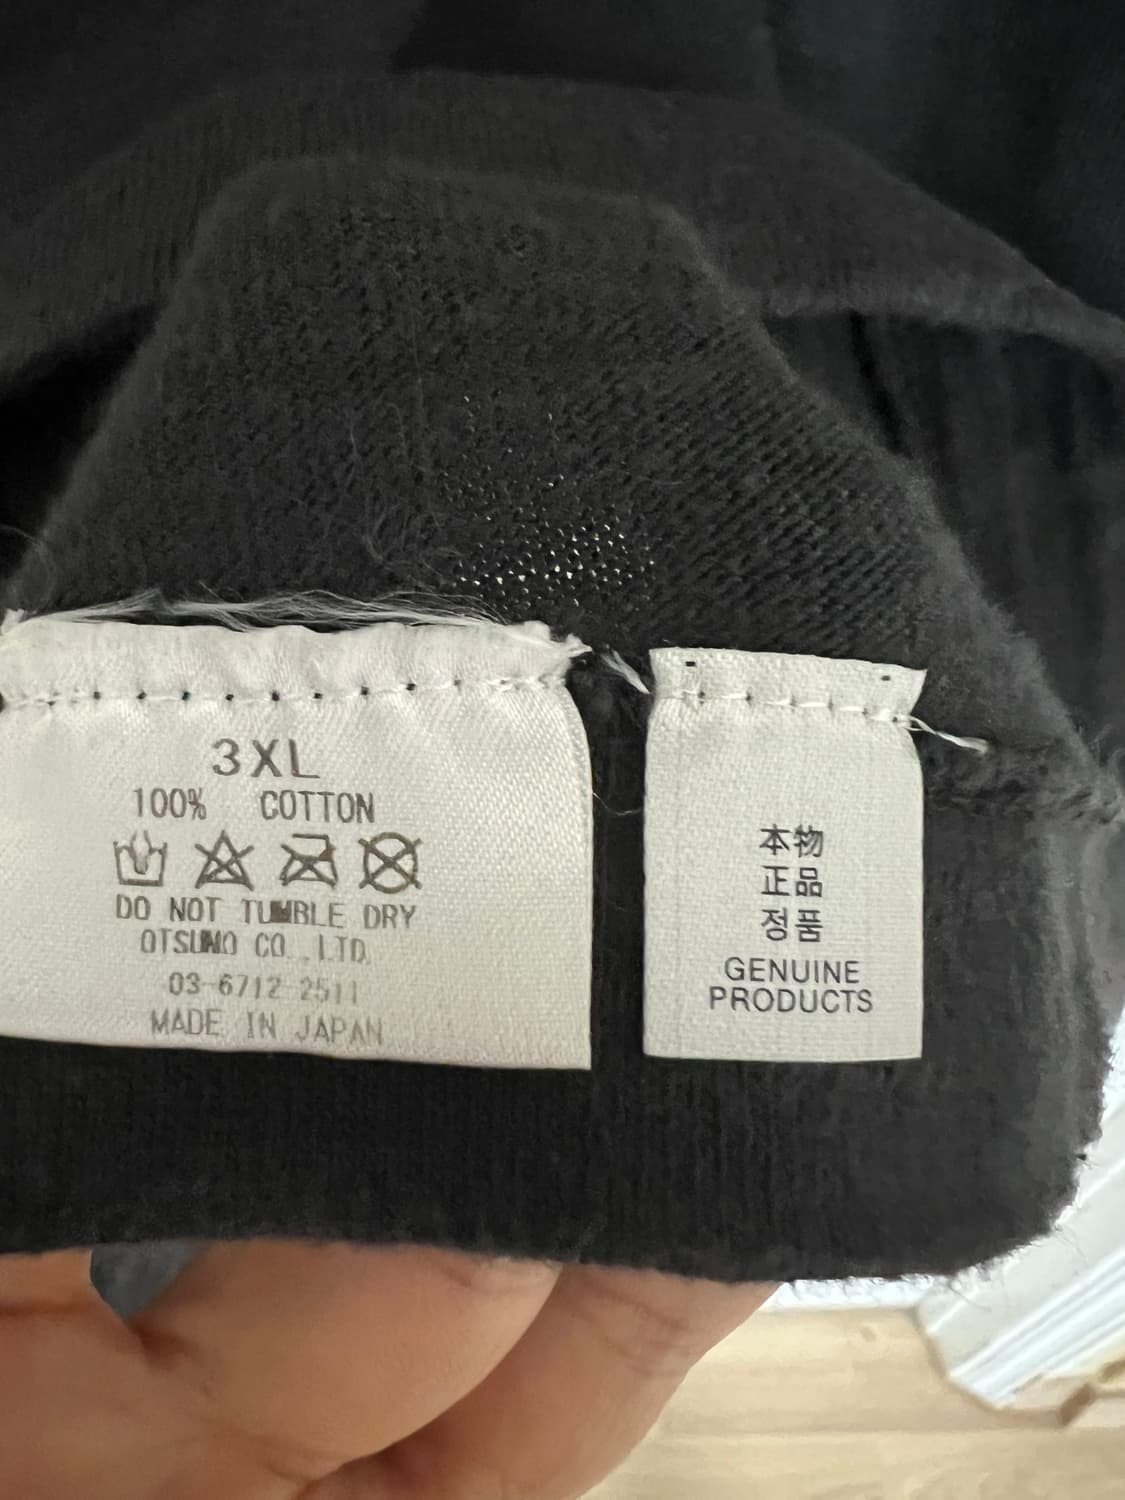 3XL
100% COTTON
DO NOT TUMBLE DRY
OTSUMO CO.,LTD.
03-6712-2511
MADE IN JAPAN
本物
正品
정품
GENUINE
PRODUCTS